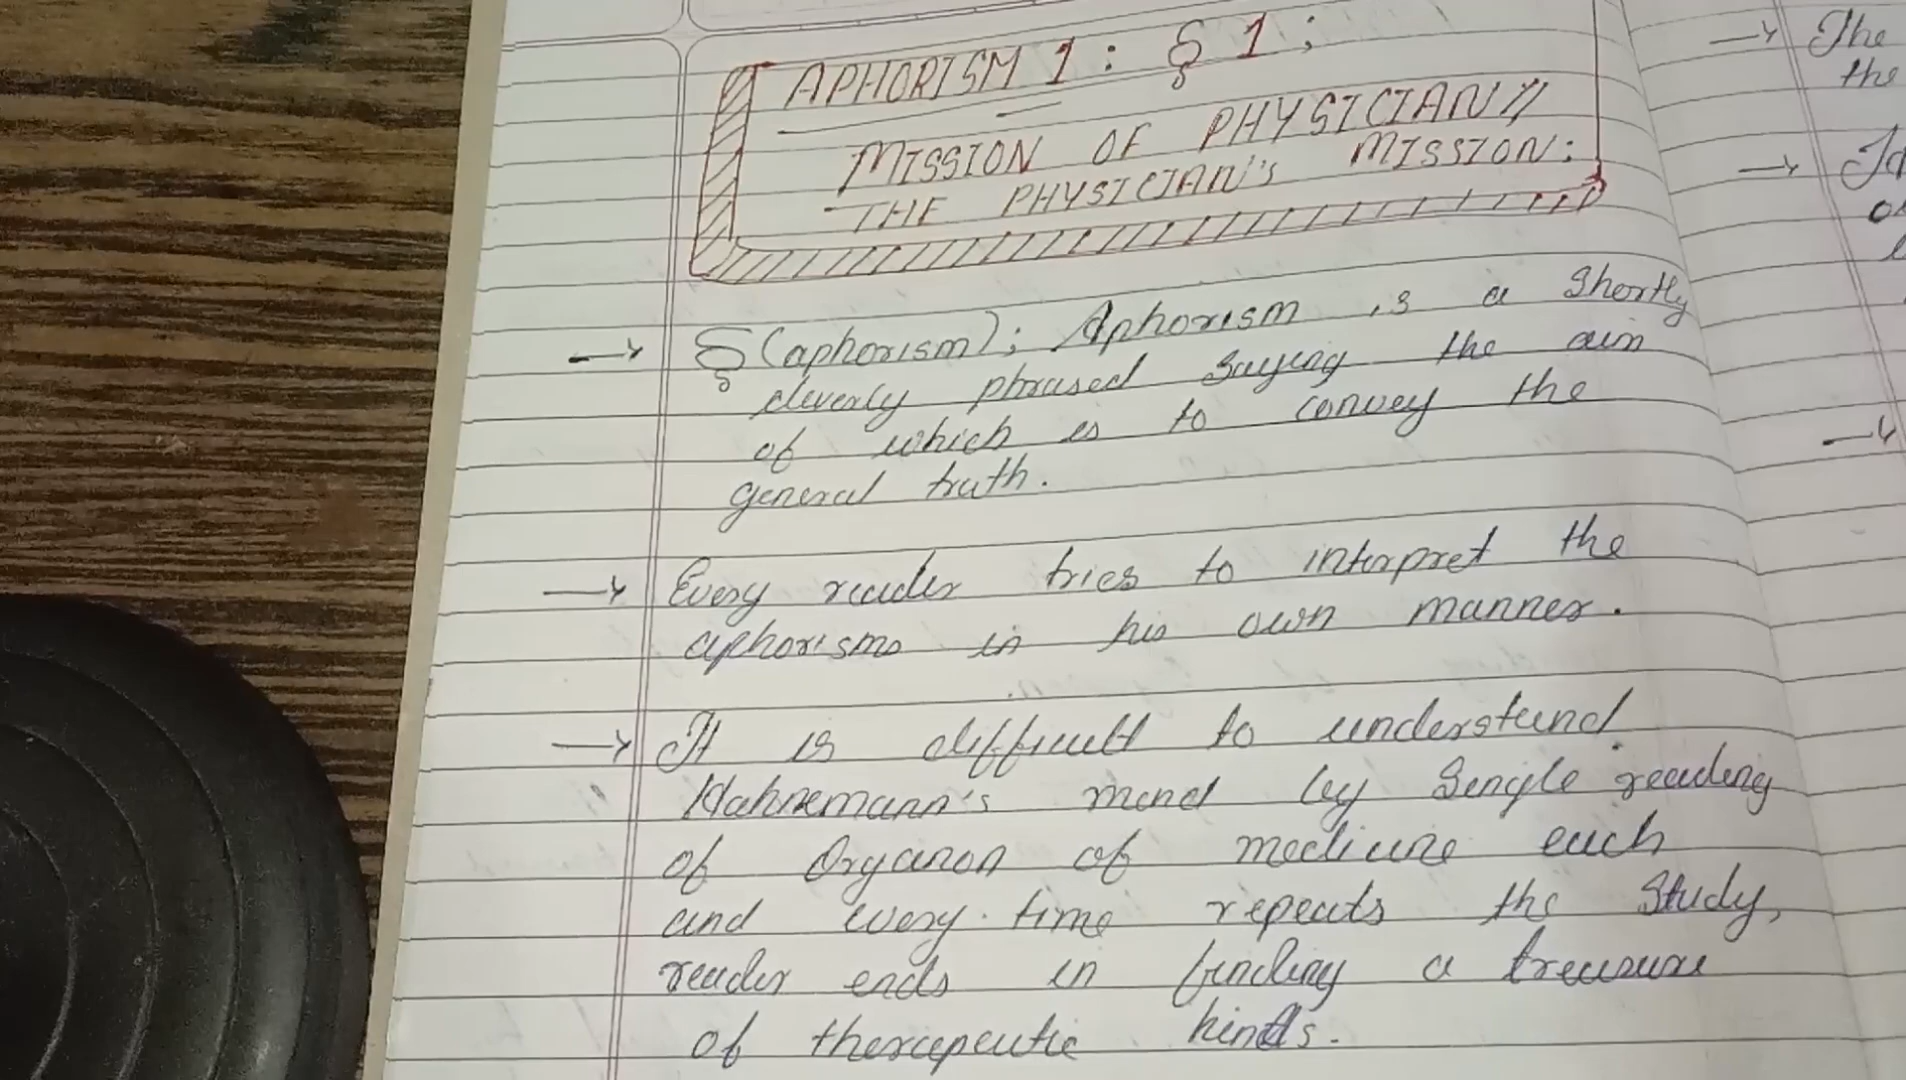 APHORISM 1 : § 1 ;
MISSION OF PHYSICIAN //
THE PHYSICIAN's MISSION:
→ § (aphorism); Aphorism is a Shortly
cleverly phrased saying the aim
of which is to convey the
general truth.
→ Every reader tries to interpret the
aphorisms in his own manner.
→ It is difficult to understand
Hahnemann's mind by Single reading
of Organon of medicine each
and every time repeats the Study,
reader ends in finding a treasure
of therapeutic hints.
→ The
the
→